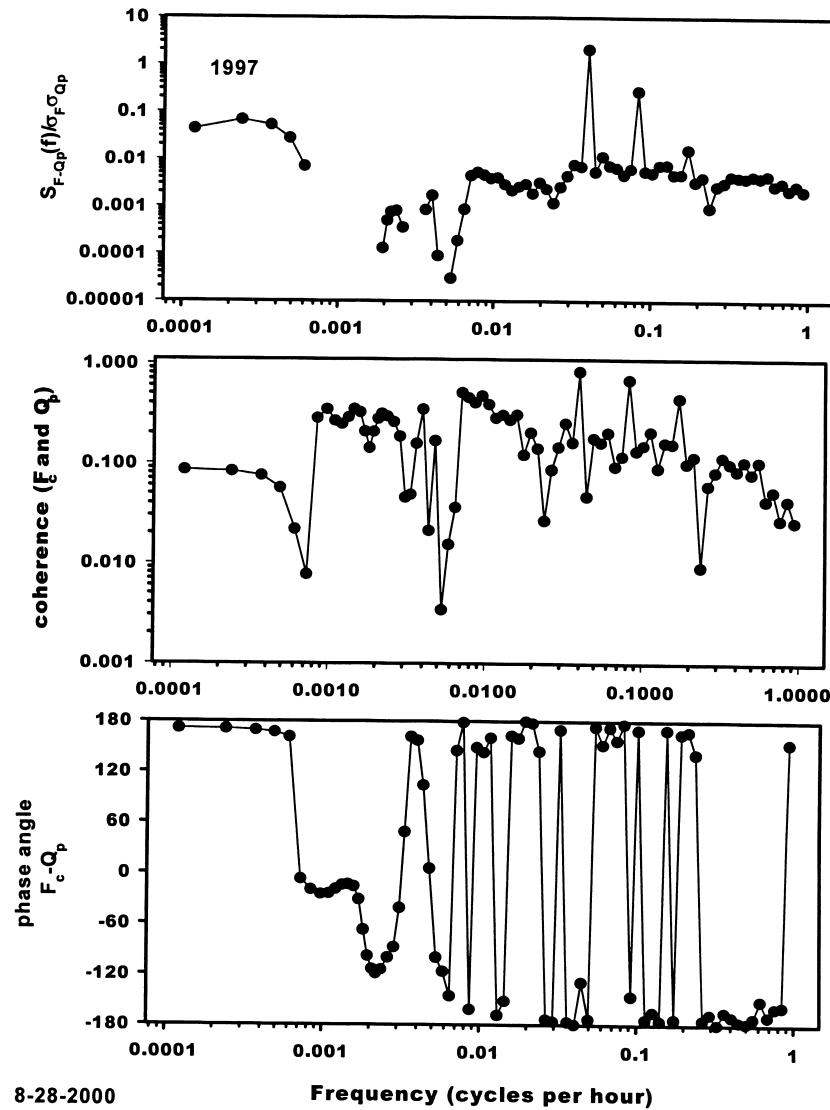 10
1
0.1
0.01
0.001
0.0001
0.00001
S_F-Qp(f)/σ_Fσ_Qp
1997
0.0001 0.001 0.01 0.1 1
1.000
0.100
0.010
0.001
coherence (F_c and Q_p)
0.0001 0.0010 0.0100 0.1000 1.0000
180
120
60
0
-60
-120
-180
phase angle
F_c-Q_p
0.0001 0.001 0.01 0.1 1
8-28-2000
Frequency (cycles per hour)